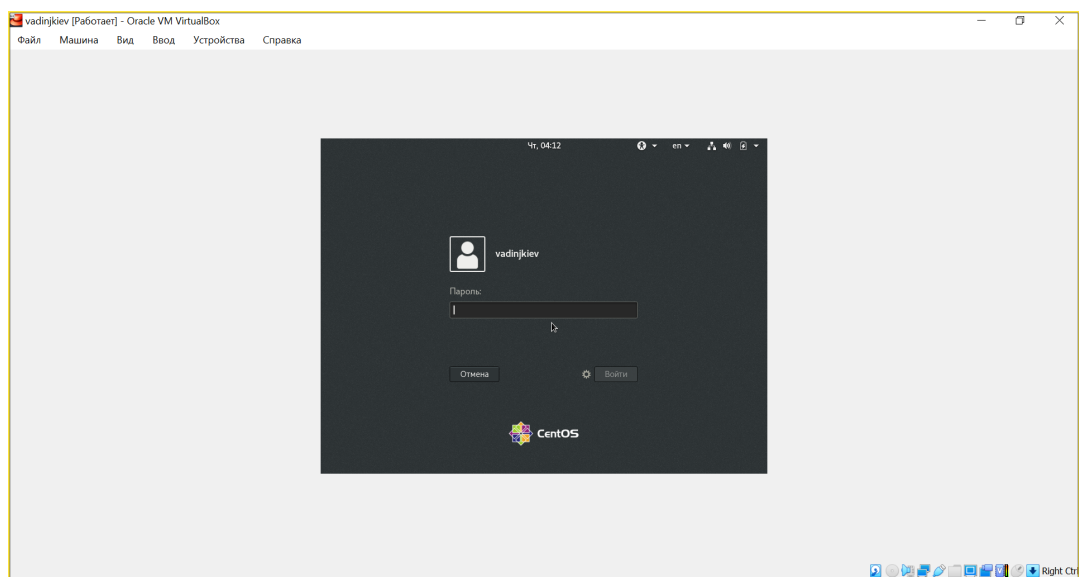 vadinjkiev [Работает] - Oracle VM VirtualBox
Файл Машина Вид Ввод Устройства Справка
Чт, 04:12 en
vadinjkiev
Пароль:
Отмена Войти
CentOS
Right Ctrl